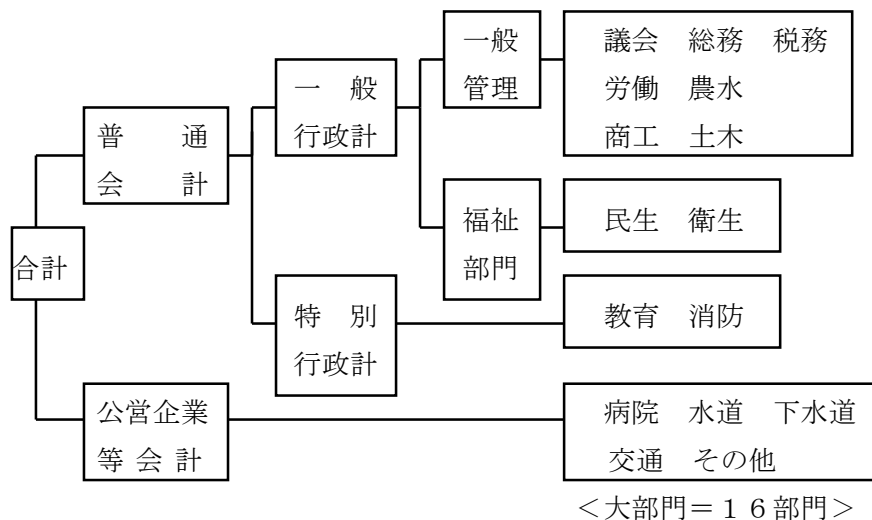 合計
普　　通
会　　計
一　般
行政計
一般
管理
議会　総務　税務
労働　農水
商工　土木
福祉
部門
民生　衛生
特　別
行政計
教育　消防
公営企業
等 会 計
病院　水道　下水道
交通　その他
＜大部門＝１６部門＞